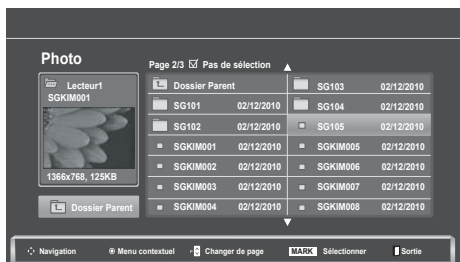 Photo
Page 2/3 ☑ Pas de sélection
Lecteur1
SGKIM001
1366x768, 125KB
Dossier Parent
Dossier Parent
SG101 02/12/2010
SG102 02/12/2010
SGKIM001 02/12/2010
SGKIM002 02/12/2010
SGKIM003 02/12/2010
SGKIM004 02/12/2010
SG103 02/12/2010
SG104 02/12/2010
SG105 02/12/2010
SGKIM005 02/12/2010
SGKIM006 02/12/2010
SGKIM007 02/12/2010
SGKIM008 02/12/2010
Navigation Menu contextuel Changer de page MARK Sélectionner Sortie